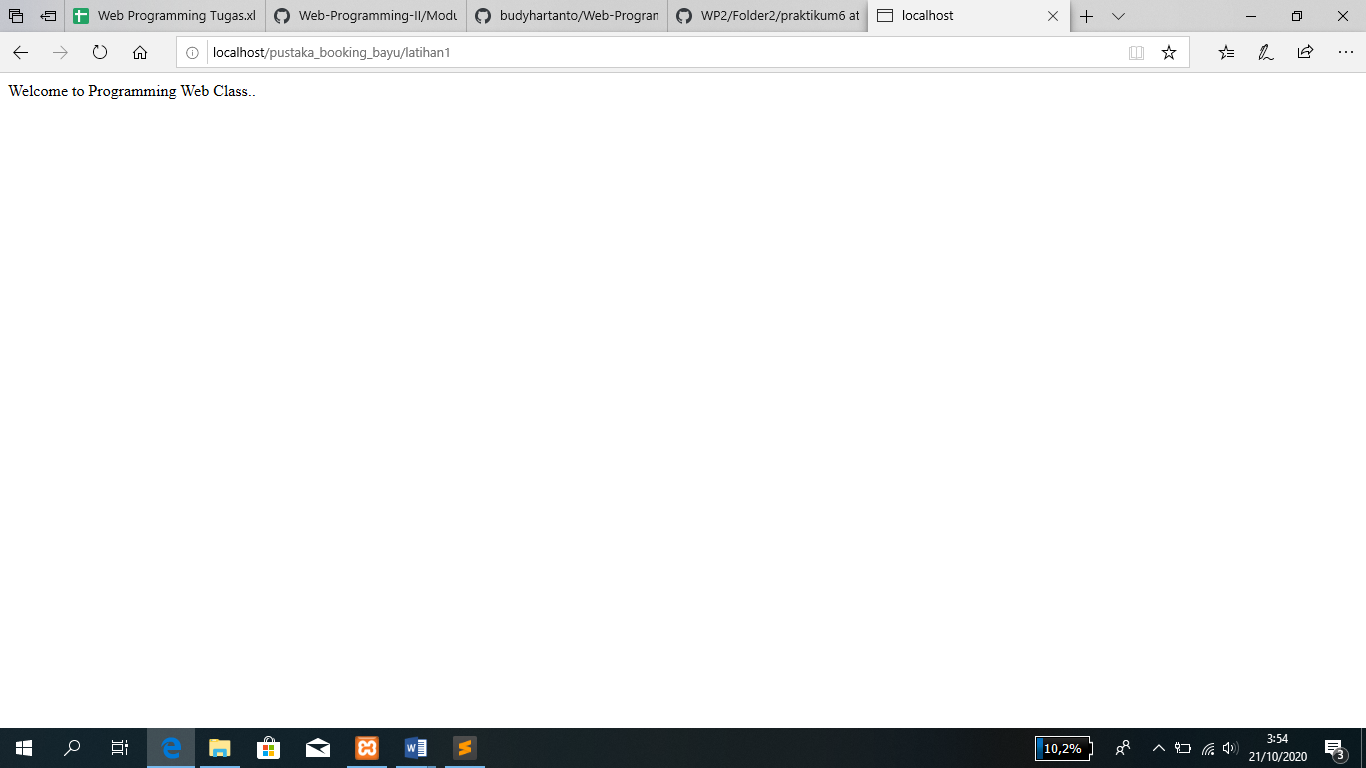 Web Programming Tugas.xl
Web-Programming-II/Modu
budyhartanto/Web-Program
WP2/Folder2/praktikum6 at
localhost
localhost/pustaka_booking_bayu/latihan1
Welcome to Programming Web Class..
10,2%
3:54
21/10/2020
3